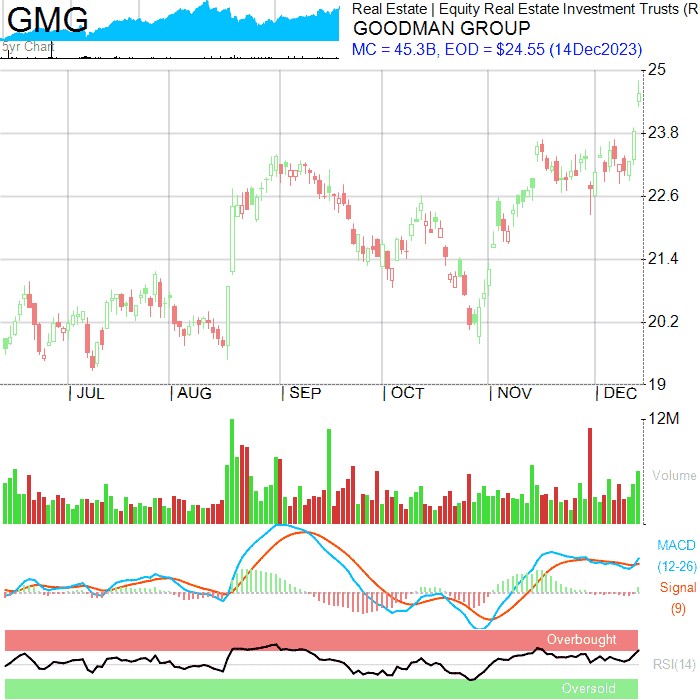 GMG
5yr Chart
Real Estate | Equity Real Estate Investment Trusts (R
GOODMAN GROUP
MC = 45.3B, EOD = $24.55 (14Dec2023)
25
23.8
22.6
21.4
20.2
19
| JUL | AUG | SEP | OCT | NOV | DEC
12M
Volume
MACD
(12-26)
Signal
(9)
Overbought
RSI(14)
Oversold